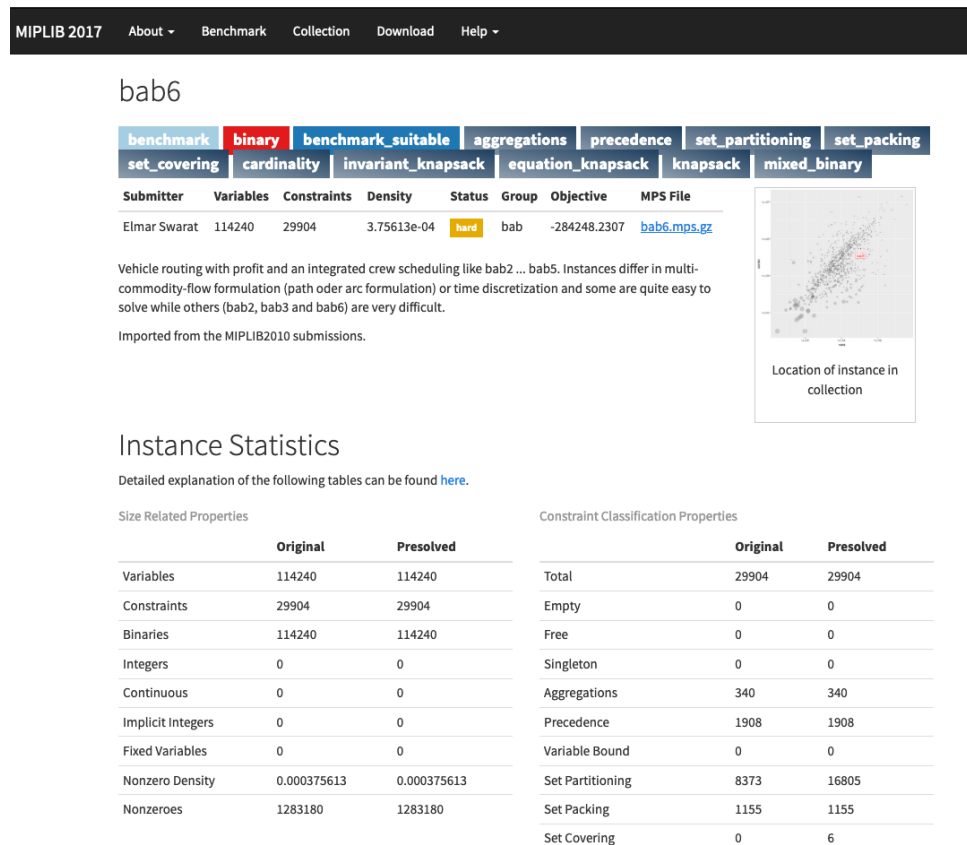 MIPLIB 2017 About Benchmark Collection Download Help
bab6
benchmark binary benchmark_suitable aggregations precedence set_partitioning set_packing
set_covering cardinality invariant_knapsack equation_knapsack knapsack mixed_binary
Submitter Variables Constraints Density Status Group Objective MPS File
Elmar Swarat 114240 29904 3.75613e-04 hard bab -284248.2307 bab6.mps.gz
Vehicle routing with profit and an integrated crew scheduling like bab2 ... bab5. Instances differ in multi-
commodity-flow formulation (path oder arc formulation) or time discretization and some are quite easy to
solve while others (bab2, bab3 and bab6) are very difficult.
Imported from the MIPLIB2010 submissions.
Location of instance in
collection
Instance Statistics
Detailed explanation of the following tables can be found here.
Size Related Properties
Original Presolved
Variables 114240 114240
Constraints 29904 29904
Binaries 114240 114240
Integers 0 0
Continuous 0 0
Implicit Integers 0 0
Fixed Variables 0 0
Nonzero Density 0.000375613 0.000375613
Nonzeroes 1283180 1283180
Constraint Classification Properties
Original Presolved
Total 29904 29904
Empty 0 0
Free 0 0
Singleton 0 0
Aggregations 340 340
Precedence 1908 1908
Variable Bound 0 0
Set Partitioning 8373 16805
Set Packing 1155 1155
Set Covering 0 6